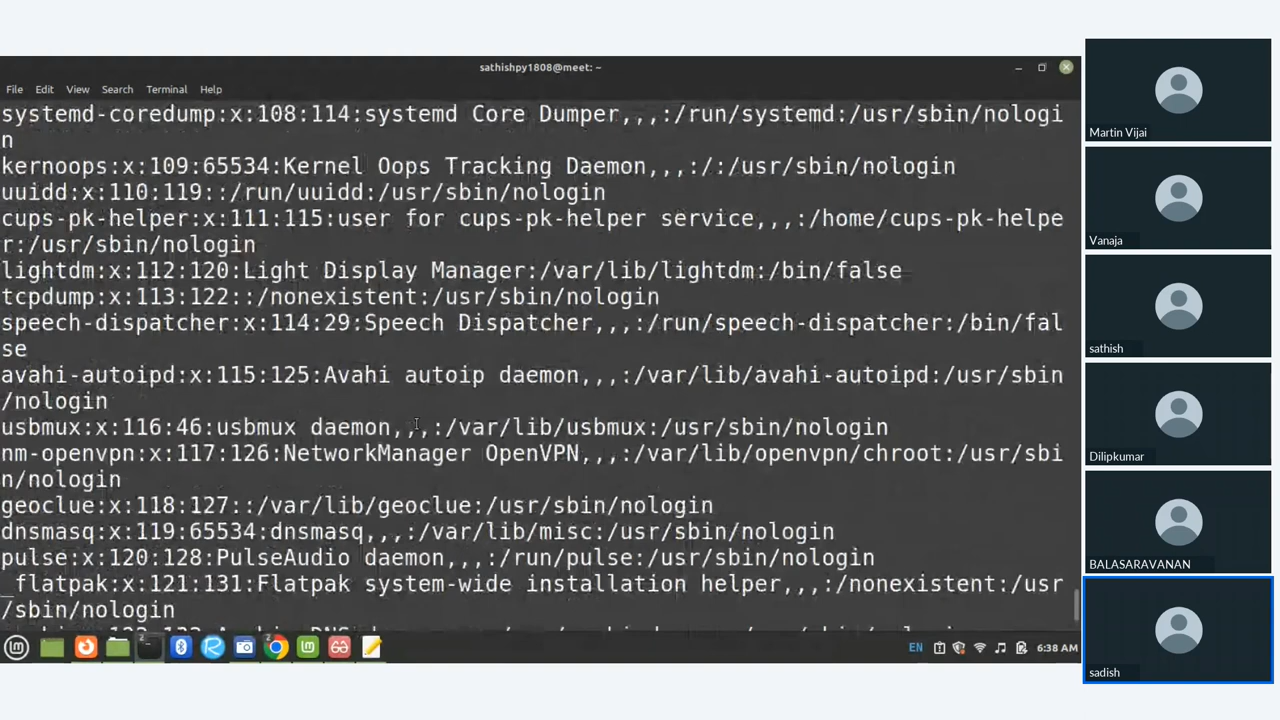 sathishpy1808@meet: ~
File Edit View Search Terminal Help
systemd-coredump:x:108:114:systemd Core Dumper,,,:/run/systemd:/usr/sbin/nologi
n
kernoops:x:109:65534:Kernel Oops Tracking Daemon,,,:/:/usr/sbin/nologin
uuidd:x:110:119::/run/uuidd:/usr/sbin/nologin
cups-pk-helper:x:111:115:user for cups-pk-helper service,,,:/home/cups-pk-helpe
r:/usr/sbin/nologin
lightdm:x:112:120:Light Display Manager:/var/lib/lightdm:/bin/false
tcpdump:x:113:122::/nonexistent:/usr/sbin/nologin
speech-dispatcher:x:114:29:Speech Dispatcher,,,:/run/speech-dispatcher:/bin/fal
se
avahi-autoipd:x:115:125:Avahi autoip daemon,,,:/var/lib/avahi-autoipd:/usr/sbin
/nologin
usbmux:x:116:46:usbmux daemon,,,:/var/lib/usbmux:/usr/sbin/nologin
nm-openvpn:x:117:126:NetworkManager OpenVPN,,,:/var/lib/openvpn/chroot:/usr/sbi
n/nologin
geoclue:x:118:127::/var/lib/geoclue:/usr/sbin/nologin
dnsmasq:x:119:65534:dnsmasq,,,:/var/lib/misc:/usr/sbin/nologin
pulse:x:120:128:PulseAudio daemon,,,:/run/pulse:/usr/sbin/nologin
_flatpak:x:121:131:Flatpak system-wide installation helper,,,:/nonexistent:/usr
/sbin/nologin
EN 6:38 AM
Martin Vijai
Vanaja
sathish
Dilipkumar
BALASARAVANAN
sadish